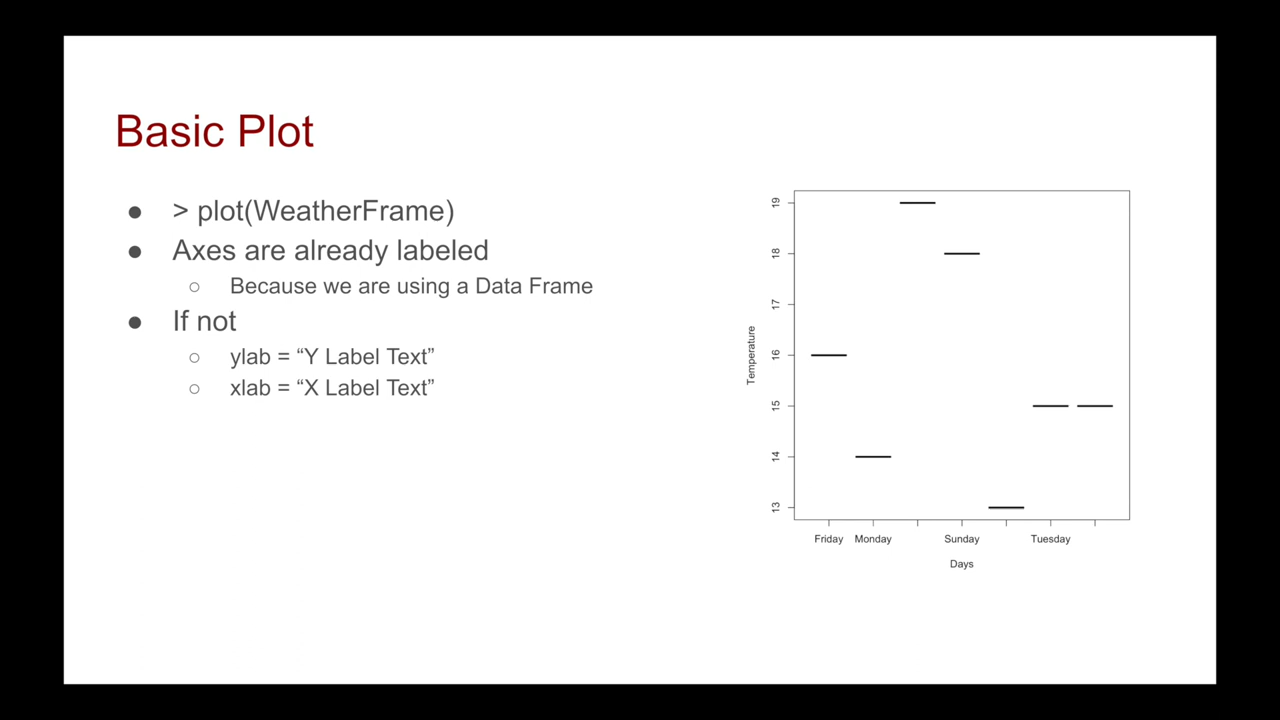 Basic Plot
● > plot(WeatherFrame)
● Axes are already labeled
○ Because we are using a Data Frame
● If not
○ ylab = “Y Label Text”
○ xlab = “X Label Text”
19
18
17
16
15
14
13
Temperature
Friday Monday Sunday Tuesday
Days